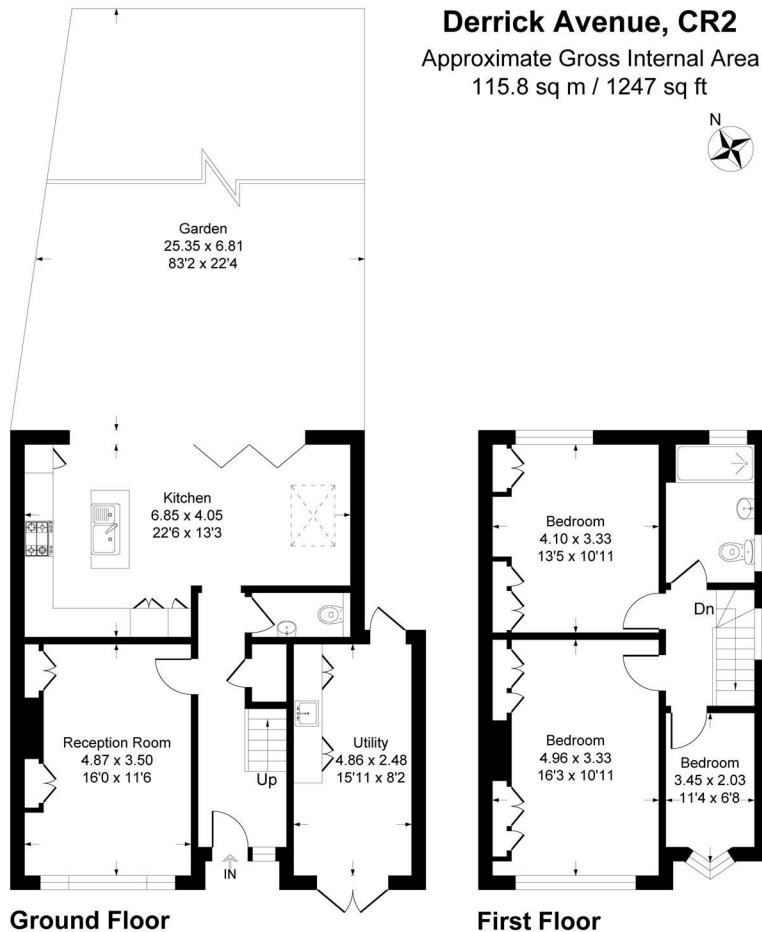 Derrick Avenue, CR2
Approximate Gross Internal Area
115.8 sq m / 1247 sq ft
N
Garden
25.35 x 6.81
83'2 x 22'4
Kitchen
6.85 x 4.05
22'6 x 13'3
Reception Room
4.87 x 3.50
16'0 x 11'6
Up
Utility
4.86 x 2.48
15'11 x 8'2
IN
Ground Floor
Bedroom
4.10 x 3.33
13'5 x 10'11
Dn
Bedroom
4.96 x 3.33
16'3 x 10'11
Bedroom
3.45 x 2.03
11'4 x 6'8
First Floor